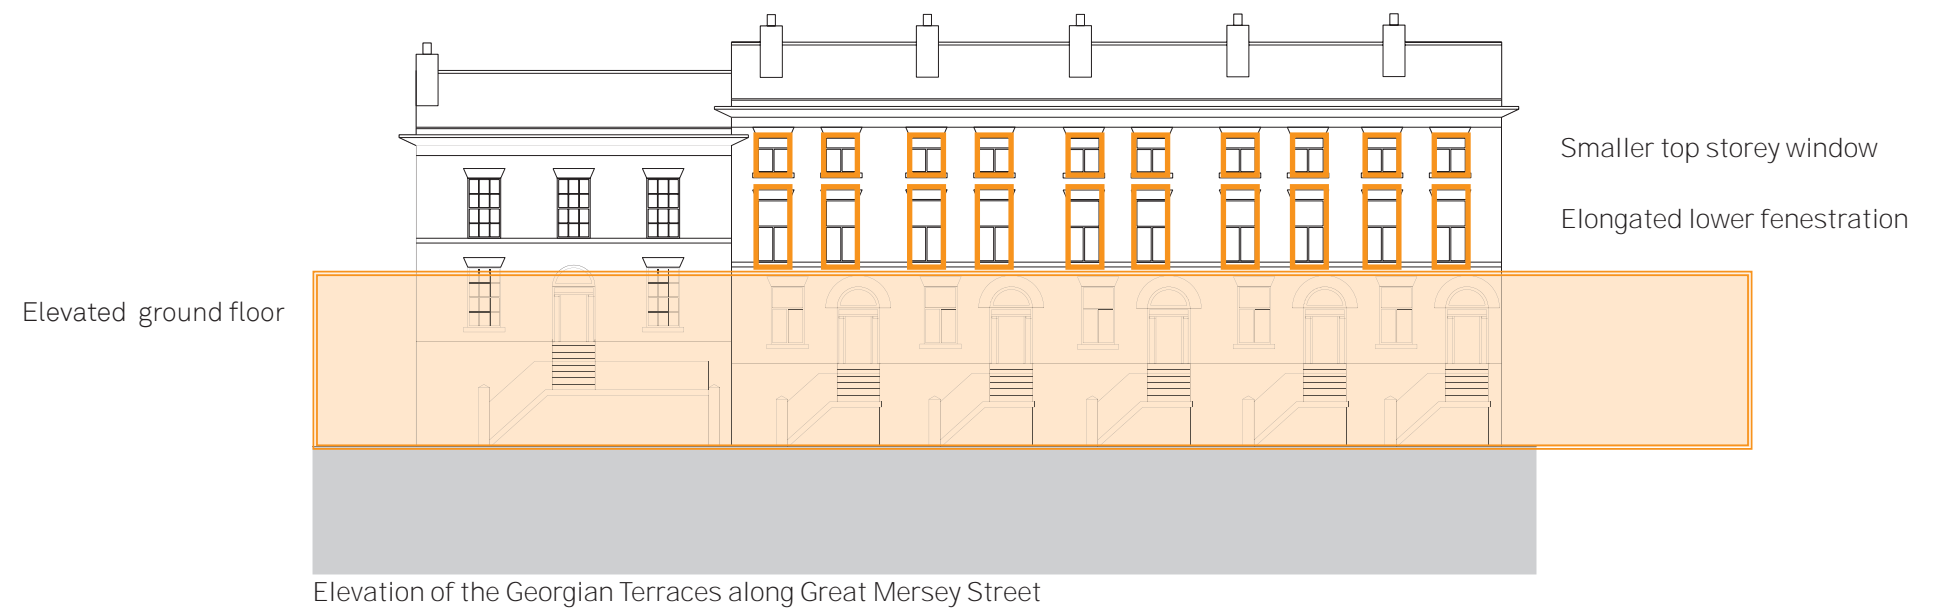 Smaller top storey window
Elongated lower fenestration
Elevated  ground floor
Elevation of the Georgian Terraces along Great Mersey Street